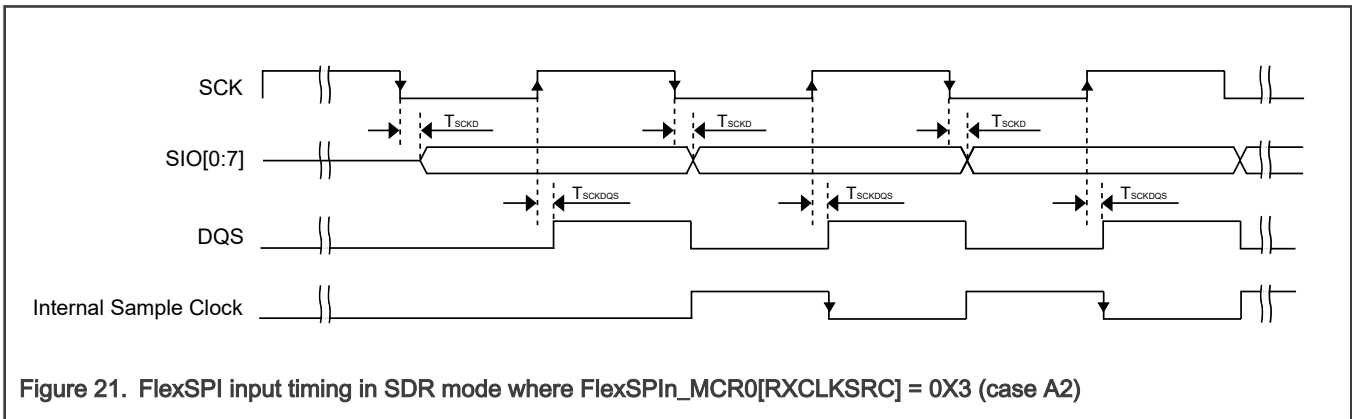 SCK
TSCKD
TSCKD
TSCKD
SIO[0:7]
TSCKDQS
TSCKDQS
TSCKDQS
DQS
Internal Sample Clock
Figure 21. FlexSPI input timing in SDR mode where FlexSPIn_MCR0[RXCLKSRC] = 0X3 (case A2)